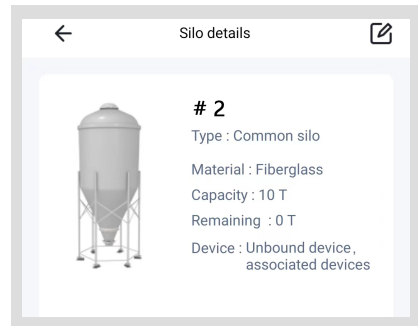 Silo details
# 2
Type : Common silo
Material : Fiberglass
Capacity : 10 T
Remaining : 0 T
Device : Unbound device,
associated devices